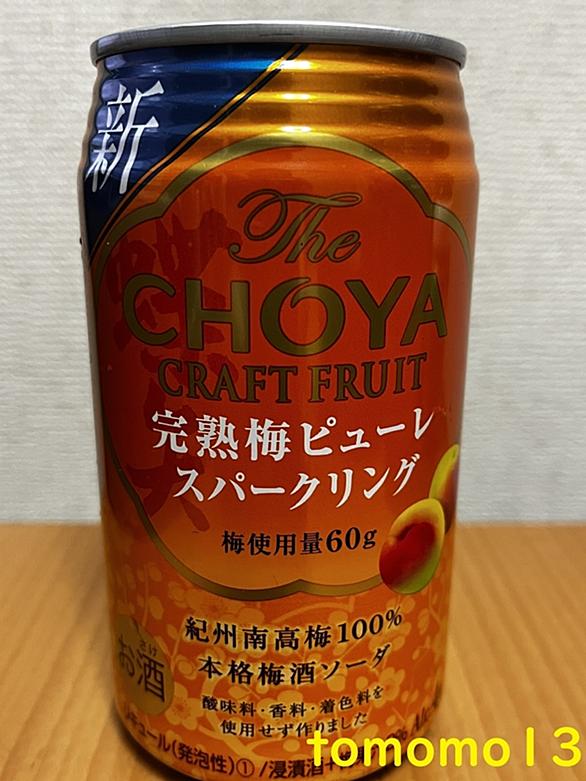 新
The
CHOYA
CRAFT FRUIT
完熟梅ピューレ
スパークリング
梅使用量60g
紀州南高梅100%
本格梅酒ソーダ
さけ
お酒
酸味料・香料・着色料を
使用せず作りました
キュール(発泡性)①/浸漬酒+
tomomo13